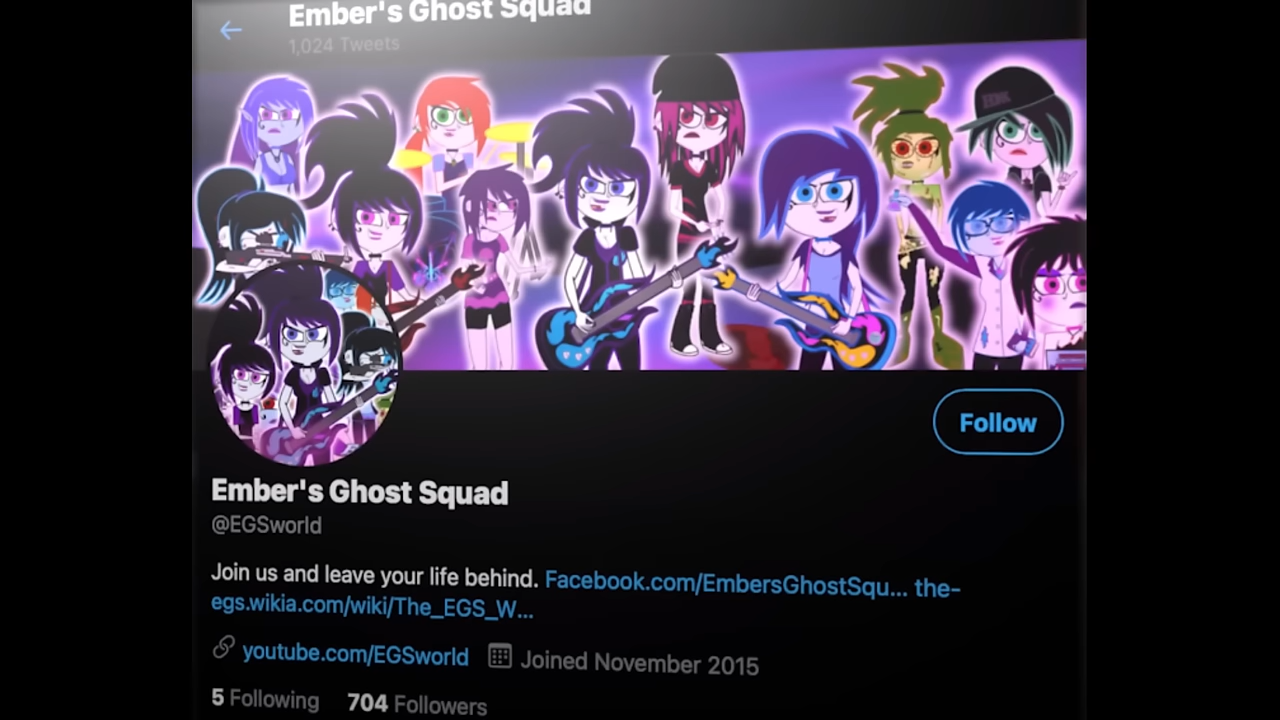 Ember's Ghost Squad
1,024 Tweets
Follow
Ember's Ghost Squad
@EGSworld
Join us and leave your life behind. Facebook.com/EmbersGhostSqu... the-
egs.wikia.com/wiki/The_EGS_W...
youtube.com/EGSworld Joined November 2015
5 Following 704 Followers